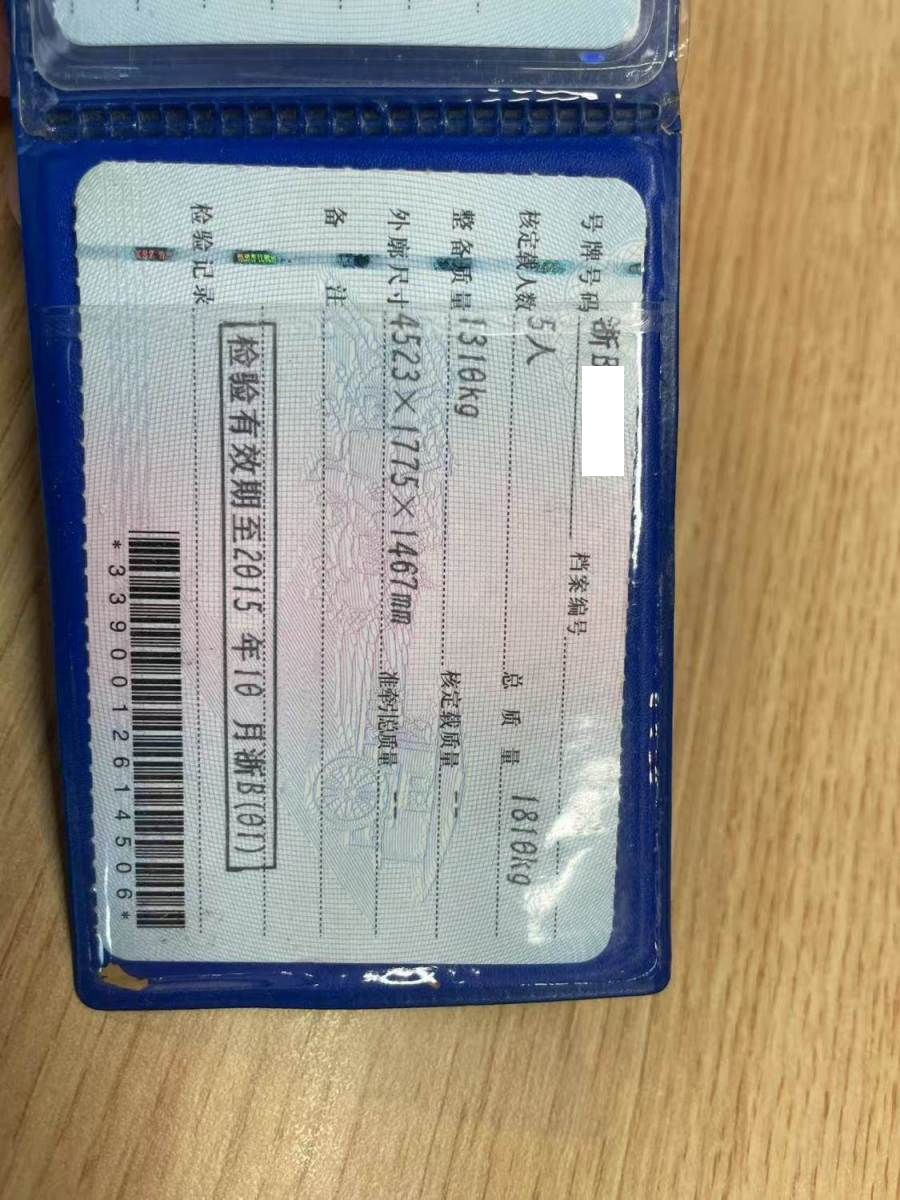 号牌号码 浙B 档案编号
核定载人数 5人 总质量 1810kg
整备质量 1310kg 核定载质量 --
外廓尺寸 4523×1775×1467mm 准牵引总质量 --
备注
检验有效期至2015 年10 月浙B(01)
检验记录
*3390012614506*